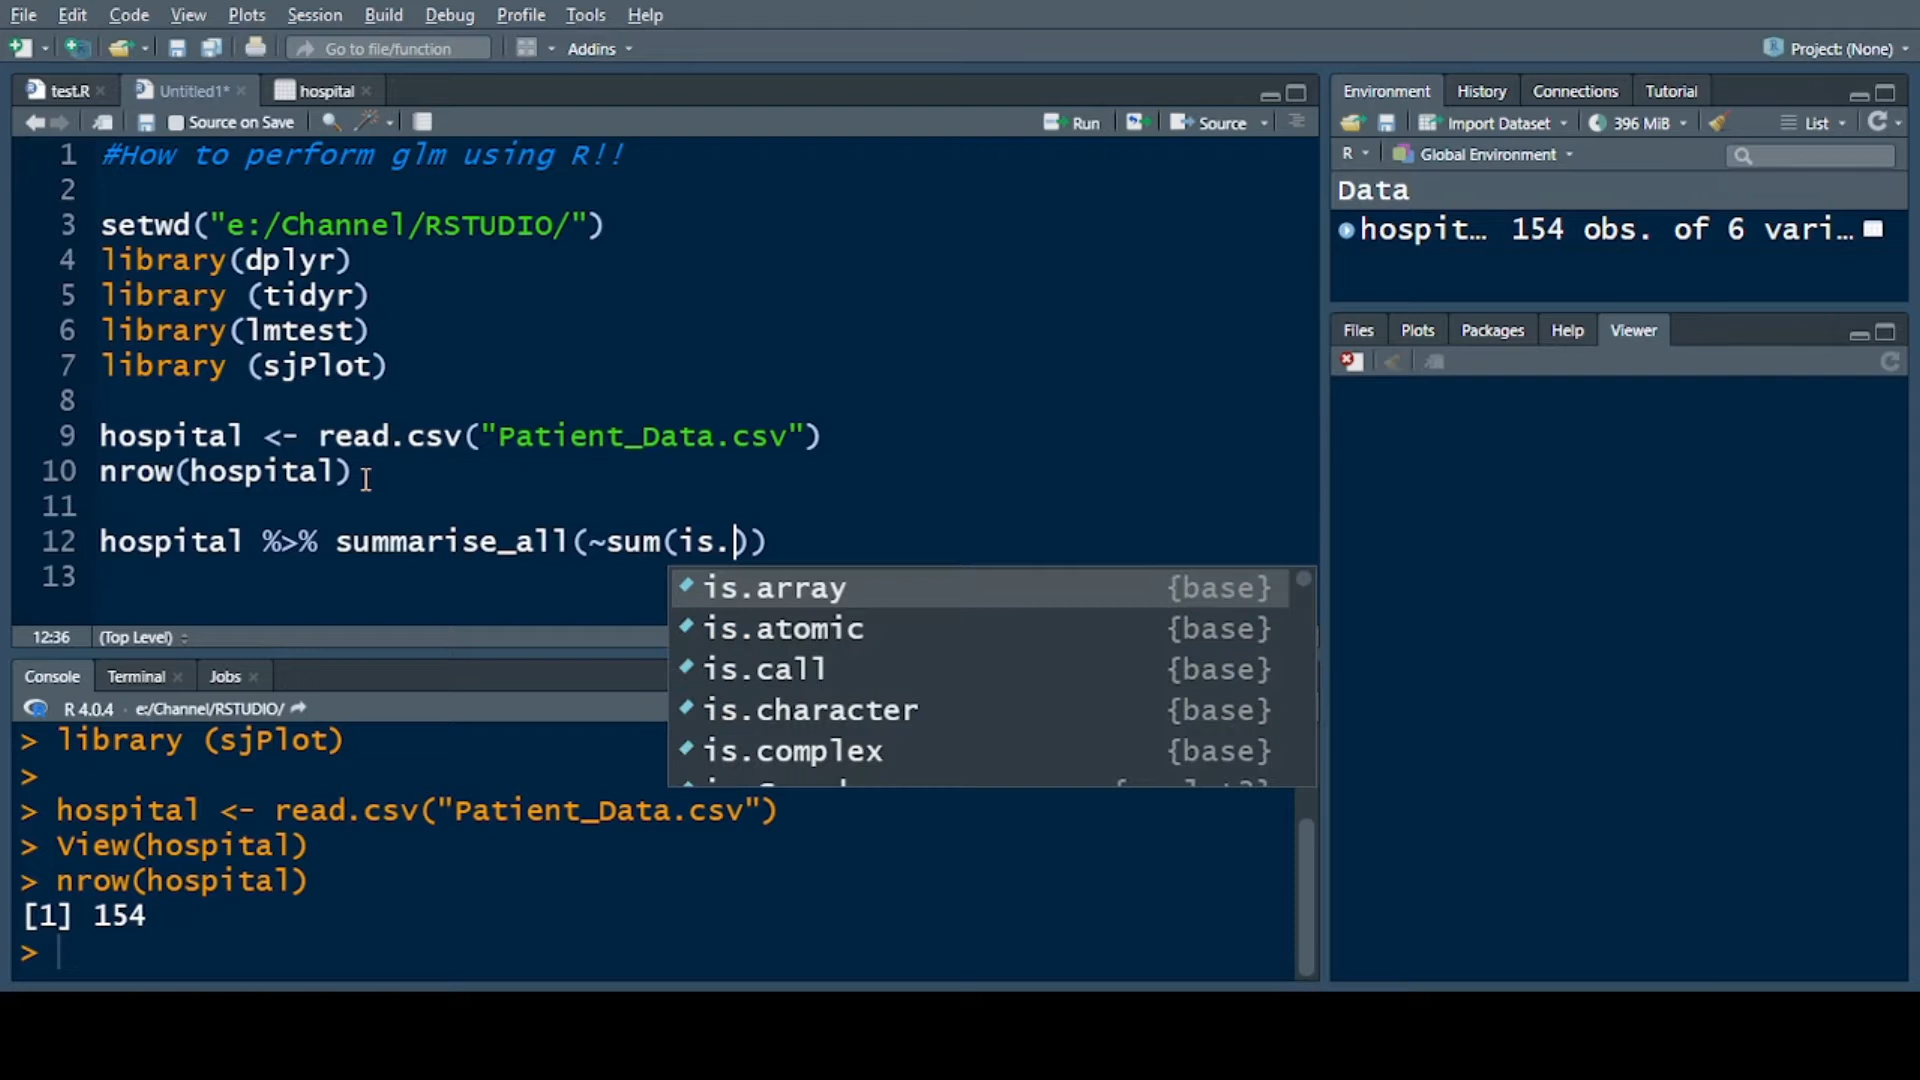 File Edit Code View Plots Session Build Debug Profile Tools Help
Go to file/function Addins Project: (None)
test.R Untitled1* hospital
Source on Save Run Source
1 #How to perform glm using R!!
2
3 setwd("e:/Channel/RSTUDIO/")
4 library(dplyr)
5 library (tidyr)
6 library(lmtest)
7 library (sjPlot)
8
9 hospital <- read.csv("Patient_Data.csv")
10 nrow(hospital)
11
12 hospital %>% summarise_all(~sum(is.))
13
is.array {base}
is.atomic {base}
is.call {base}
is.character {base}
is.complex {base}
12:36 (Top Level)
Console Terminal Jobs
R 4.0.4 · e:/Channel/RSTUDIO/
> library (sjPlot)
>
> hospital <- read.csv("Patient_Data.csv")
> View(hospital)
> nrow(hospital)
[1] 154
>
Environment History Connections Tutorial
Import Dataset 396 MiB List
R Global Environment
Data
hospit... 154 obs. of 6 vari...
Files Plots Packages Help Viewer